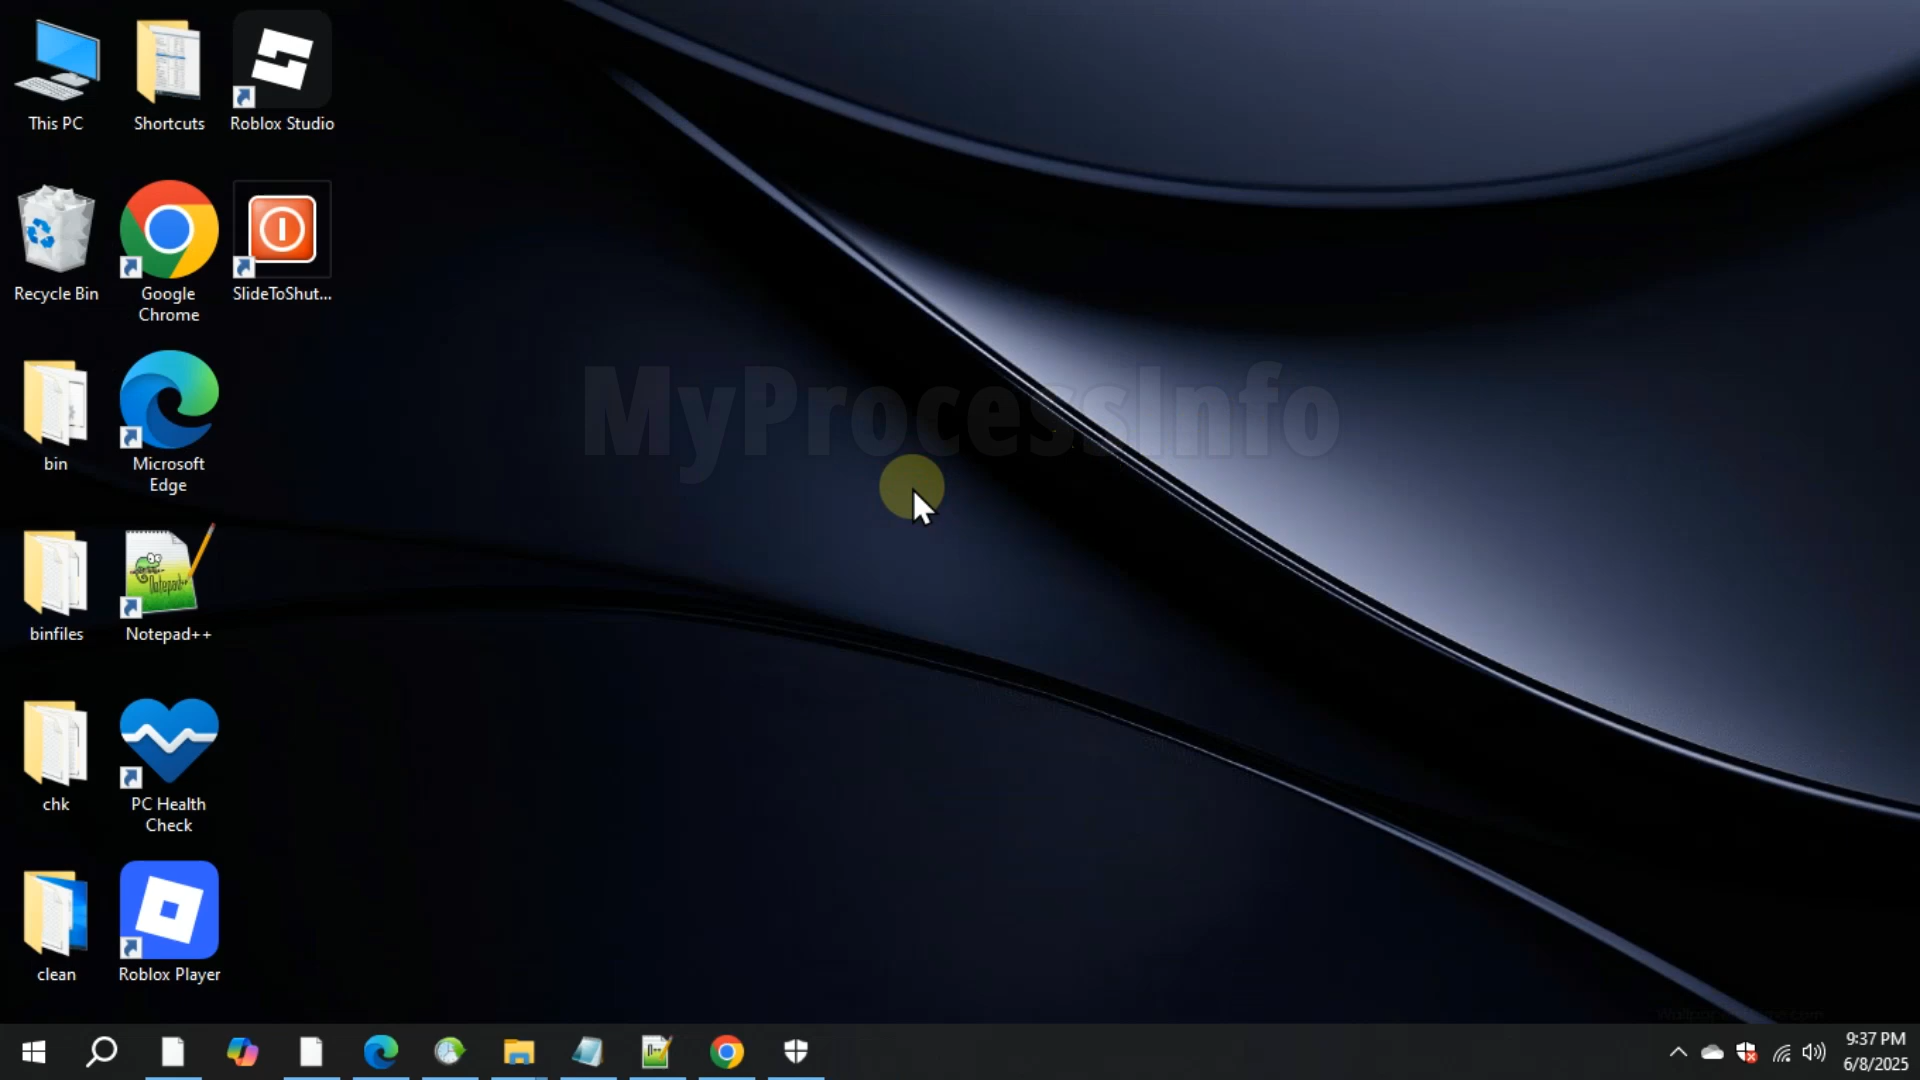 This PC
Shortcuts
Roblox Studio
Recycle Bin
Google
Chrome
SlideToShut...
MyProcessInfo
bin
Microsoft
Edge
binfiles
Notepad++
chk
PC Health
Check
clean
Roblox Player
9:37 PM
6/8/2025